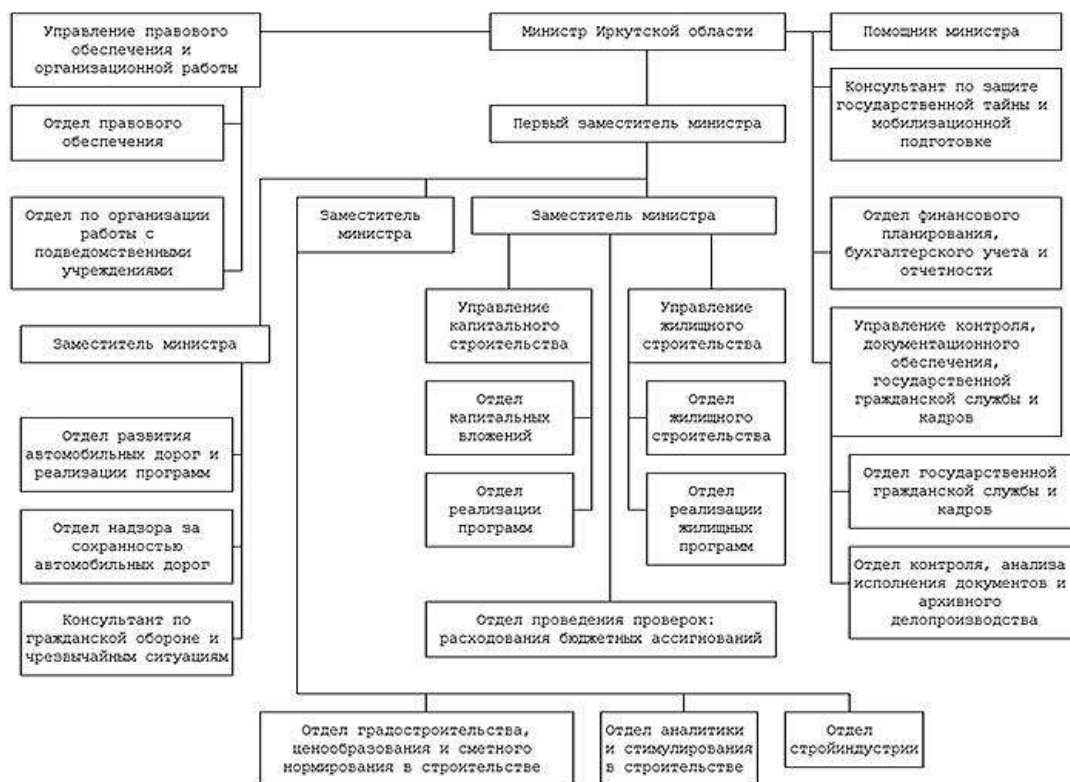 Управление правового
обеспечения и
организационной работы
Министр Иркутской области
Помощник министра
Консультант по защите
государственной тайны и
мобилизационной
подготовке
Отдел правового
обеспечения
Первый заместитель министра
Отдел по организации
работы с
подведомственными
учреждениями
Заместитель
министра
Заместитель министра
Отдел финансового
планирования,
бухгалтерского учета и
отчетности
Заместитель министра
Управление
капитального
строительства
Управление
жилищного
строительства
Управление контроля,
документационного
обеспечения,
государственной
гражданской службы и
кадров
Отдел развития
автомобильных дорог и
реализации программ
Отдел
капитальных
вложений
Отдел
жилищного
строительства
Отдел государственной
гражданской службы и
кадров
Отдел надзора за
сохранностью
автомобильных дорог
Отдел
реализации
программ
Отдел
реализации
жилищных
программ
Отдел контроля, анализа
исполнения документов и
архивного
делопроизводства
Консультант по
гражданской обороне и
чрезвычайным ситуациям
Отдел проведения проверок:
расходования бюджетных ассигнований
Отдел градостроительства,
ценообразования и сметного
нормирования в строительстве
Отдел аналитики
и стимулирования
в строительстве
Отдел
стройиндустрии